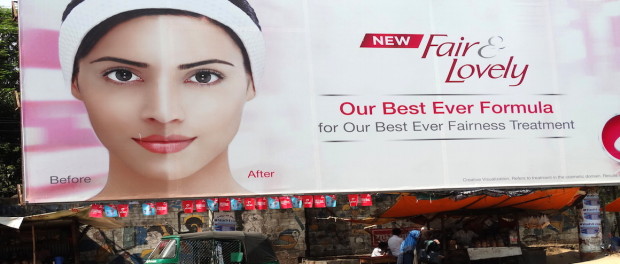 NEW Fair & Lovely
Our Best Ever Formula
for Our Best Ever Fairness Treatment
Before
After